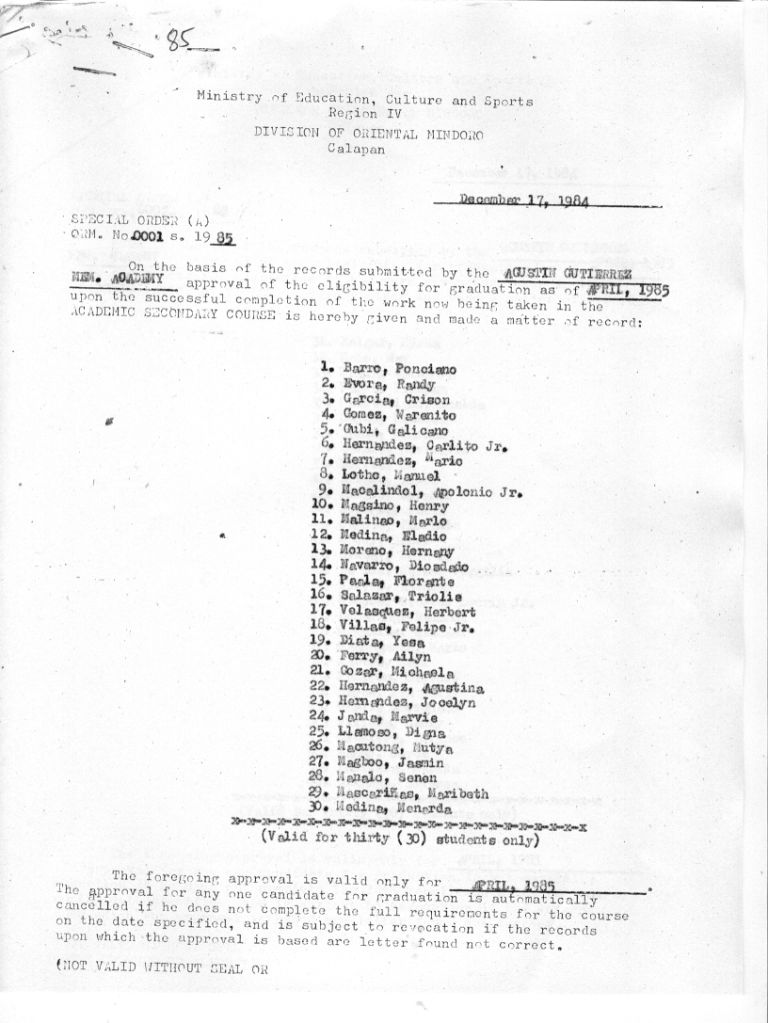 85
Ministry of Education, Culture and Sports
Region IV
DIVISION OF ORIENTAL MINDORO
Calapan
December 17, 1984
SPECIAL ORDER (A)
ORM. No.0001 s. 1985
On the basis of the records submitted by the AGUSTIN GUTIERREZ
MEM. ACADEMY approval of the eligibility for graduation as of APRIL, 1985
upon the successful completion of the work now being taken in the
ACADEMIC SECONDARY COURSE is hereby given and made a matter of record:
1. Barro, Ponciano
2. Evora, Randy
3. Garcia, Crison
4. Gomez, Warenito
5. Gubi, Galicano
6. Hernandez, Carlito Jr.
7. Hernandez, Mario
8. Lotho, Manuel
9. Macalindol, Apolonio Jr.
10. Magsino, Henry
11. Malinao, Marlo
12. Medina, Eladio
13. Moreno, Hernany
14. Navarro, Diosdado
15. Paala, Florante
16. Salazar, Triolie
17. Velasquez, Herbert
18. Villas, Felipe Jr.
19. Diata, Yesa
20. Ferry, Ailyn
21. Gozar, Michaela
22. Hernandez, Agustina
23. Hernandez, Jocelyn
24. Janda, Marvie
25. Llamoso, Digna
26. Macutong, Mutya
27. Magboo, Jasmin
28. Manalo, Senen
29. Mascariñas, Maribeth
30. Medina, Menarda
x-x-x-x-x-x-x-x-x-x-x-x-x-x-x-x-x-x-x-x-x-x-x-x-x
(Valid for thirty (30) students only)
The foregoing approval is valid only for APRIL, 1985.
The approval for any one candidate for graduation is automatically
cancelled if he does not complete the full requirements for the course
on the date specified, and is subject to revocation if the records
upon which the approval is based are letter found not correct.
(NOT VALID WITHOUT SEAL OR